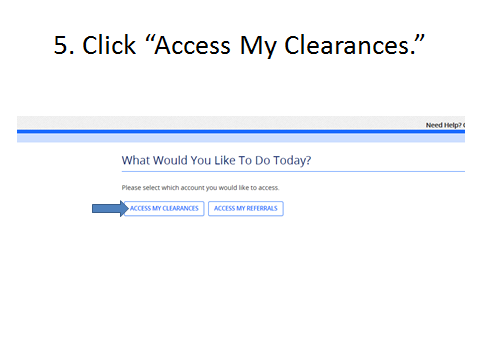 5. Click “Access My Clearances.”
Need Help?
What Would You Like To Do Today?
Please select which account you would like to access.
ACCESS MY CLEARANCES ACCESS MY REFERRALS